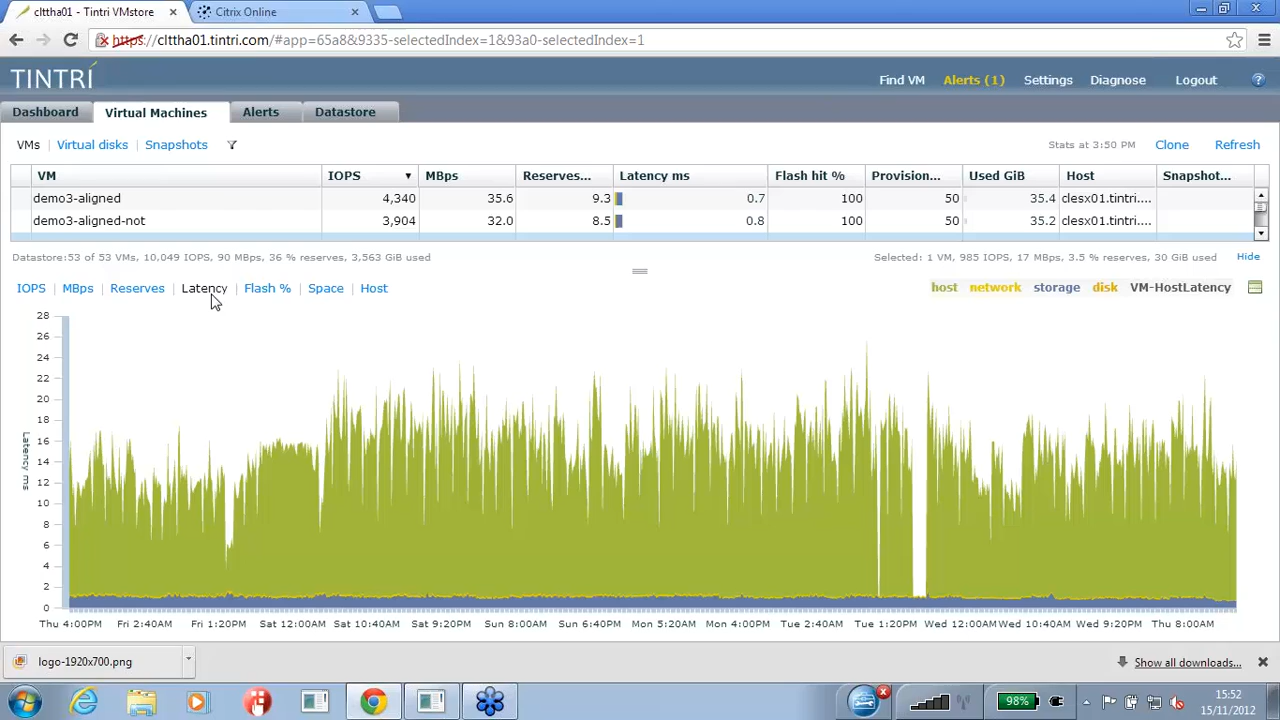 clttha01 - Tintri VMstore
Citrix Online
https://clttha01.tintri.com/#app=65a8&9335-selectedIndex=1&93a0-selectedIndex=1
TINTRI
Find VM Alerts (1) Settings Diagnose Logout ?
Dashboard Virtual Machines Alerts Datastore
VMs Virtual disks Snapshots
Stats at 3:50 PM Clone Refresh
VM IOPS MBps Reserves... Latency ms Flash hit % Provision... Used GiB Host Snapshot...
demo3-aligned 4,340 35.6 9.3 0.7 100 50 35.4 clesx01.tintri....
demo3-aligned-not 3,904 32.0 8.5 0.8 100 50 35.2 clesx01.tintri....
Datastore:53 of 53 VMs, 10,049 IOPS, 90 MBps, 36 % reserves, 3,563 GiB used
Selected: 1 VM, 985 IOPS, 17 MBps, 3.5 % reserves, 30 GiB used Hide
IOPS MBps Reserves Latency Flash % Space Host
host network storage disk VM-HostLatency
28
26
24
22
20
18
16
14
12
10
8
6
4
2
0
Latency ms
Thu 4:00PM Fri 2:40AM Fri 1:20PM Sat 12:00AM Sat 10:40AM Sat 9:20PM Sun 8:00AM Sun 6:40PM Mon 5:20AM Mon 4:00PM Tue 2:40AM Tue 1:20PM Wed 12:00AM Wed 10:40AM Wed 9:20PM Thu 8:00AM
logo-1920x700.png
Show all downloads...
98%
15:52
15/11/2012